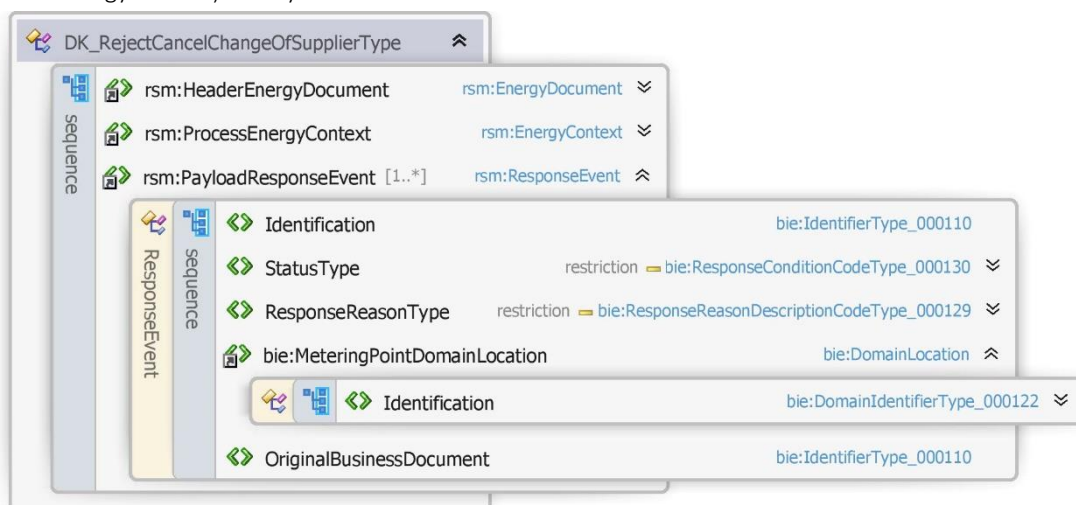 DK_RejectCancelChangeOfSupplierType
sequence
rsm:HeaderEnergyDocument rsm:EnergyDocument
rsm:ProcessEnergyContext rsm:EnergyContext
rsm:PayloadResponseEvent [1..*] rsm:ResponseEvent
ResponseEvent
sequence
Identification bie:IdentifierType_000110
StatusType restriction bie:ResponseConditionCodeType_000130
ResponseReasonType restriction bie:ResponseReasonDescriptionCodeType_000129
bie:MeteringPointDomainLocation bie:DomainLocation
Identification bie:DomainIdentifierType_000122
OriginalBusinessDocument bie:IdentifierType_000110